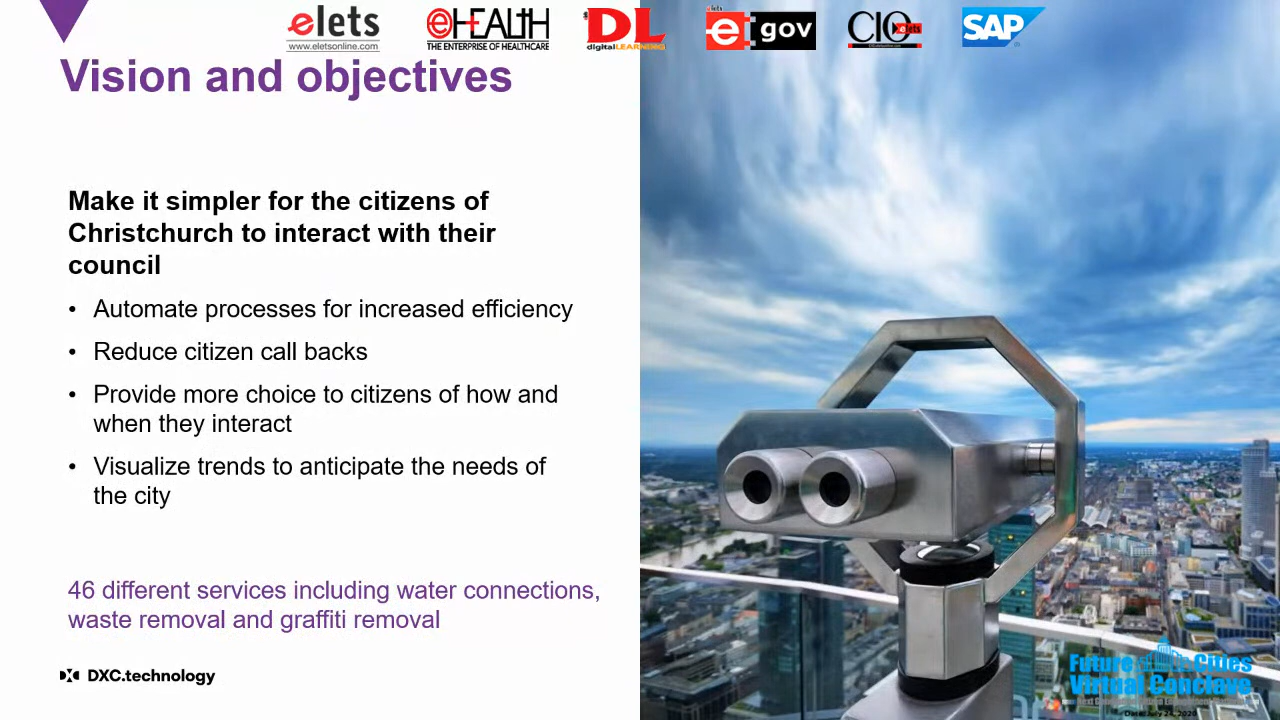 elets
www.eletsonline.com
eHEALTH
THE ENTERPRISE OF HEALTHCARE
DL
digitalLEARNING
elets
e gov
CIO
elets
SAP
Vision and objectives
Make it simpler for the citizens of
Christchurch to interact with their
council
• Automate processes for increased efficiency
• Reduce citizen call backs
• Provide more choice to citizens of how and
when they interact
• Visualize trends to anticipate the needs of
the city
46 different services including water connections,
waste removal and graffiti removal
DXC.technology
Future Cities
Virtual Conclave